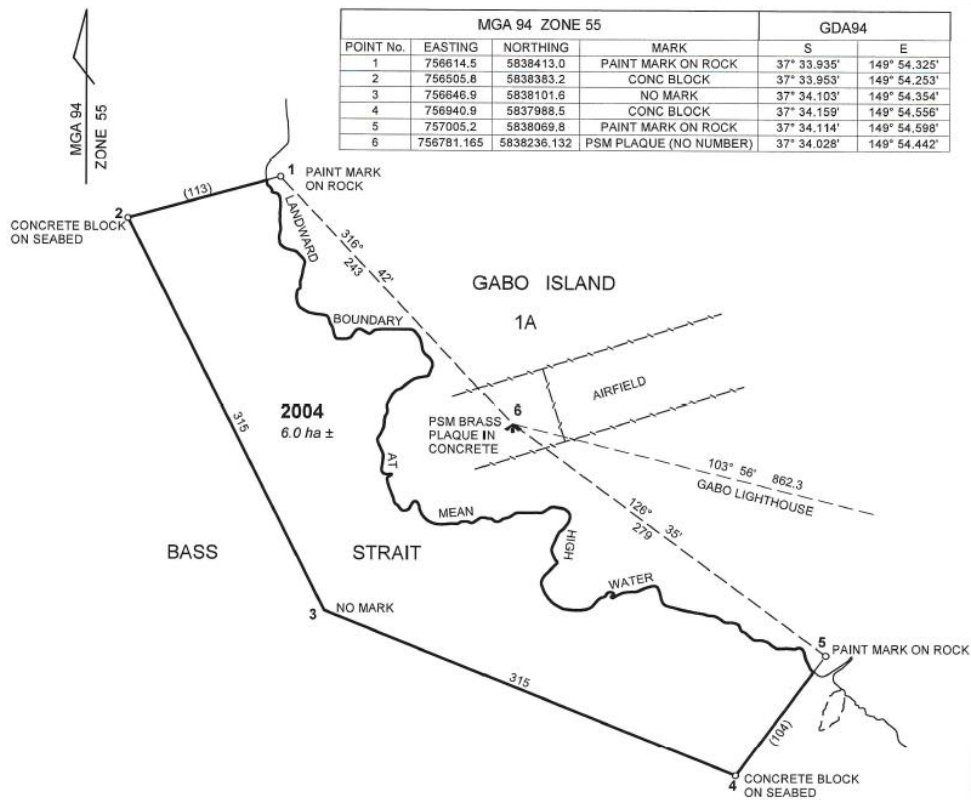 MGA 94 ZONE 55 GDA94
POINT No. EASTING NORTHING MARK S E
1 756614.5 5838413.0 PAINT MARK ON ROCK 37° 33.935' 149° 54.325'
2 756505.8 5838383.2 CONC BLOCK 37° 33.953' 149° 54.253'
3 756646.9 5838101.6 NO MARK 37° 34.103' 149° 54.354'
4 756940.9 5837988.5 CONC BLOCK 37° 34.159' 149° 54.556'
5 757005.2 5838069.8 PAINT MARK ON ROCK 37° 34.114' 149° 54.598'
6 756781.165 5838236.132 PSM PLAQUE (NO NUMBER) 37° 34.028' 149° 54.442'
MGA 94
ZONE 55
1
PAINT MARK
ON ROCK
(113)
2
CONCRETE BLOCK
ON SEABED
LANDWARD
316° 42'
243
GABO ISLAND
1A
BOUNDARY
AIRFIELD
2004
6.0 ha ±
315
6
PSM BRASS
PLAQUE IN
CONCRETE
AT
103° 56' 862.3
GABO LIGHTHOUSE
MEAN
126° 35'
279
HIGH
BASS STRAIT
WATER
3
NO MARK
5
PAINT MARK ON ROCK
315
(104)
4
CONCRETE BLOCK
ON SEABED